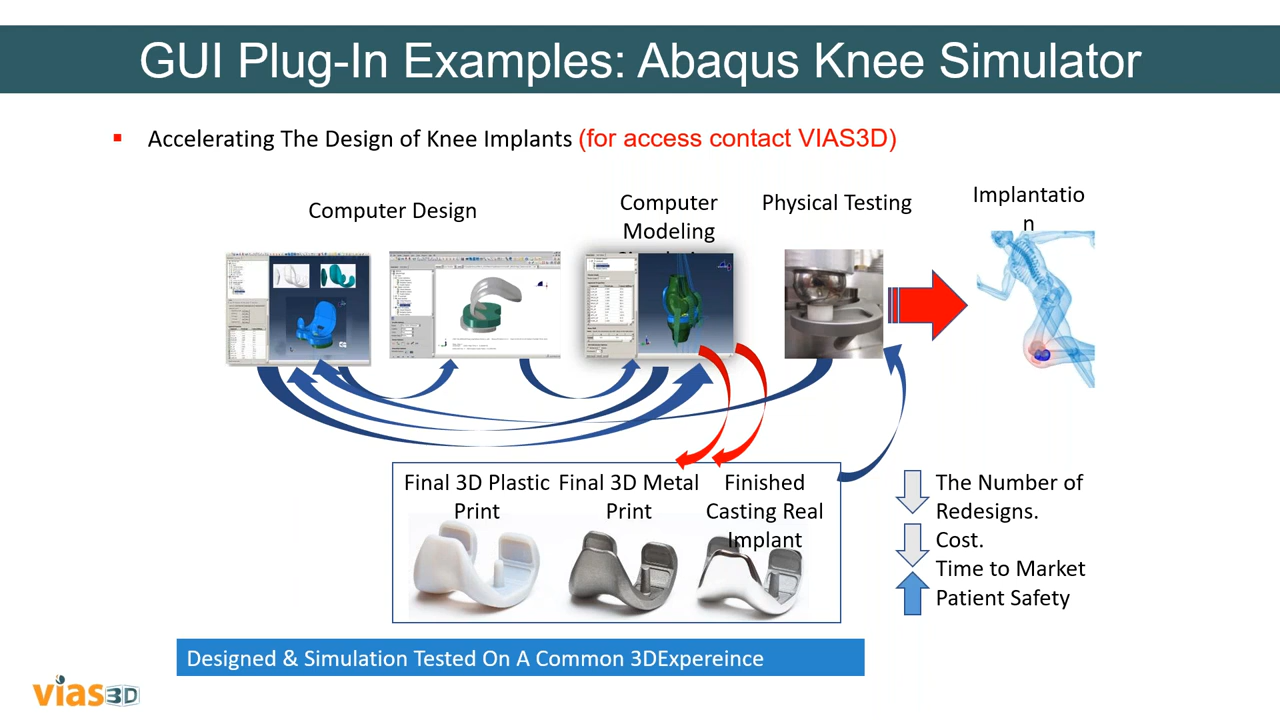 GUI Plug-In Examples: Abaqus Knee Simulator
▪ Accelerating The Design of Knee Implants (for access contact VIAS3D)
Computer Design
Computer
Modeling
Physical Testing
Implantatio
n
Final 3D Plastic
Print
Final 3D Metal
Print
Finished
Casting Real
Implant
The Number of
Redesigns.
Cost.
Time to Market
Patient Safety
Designed & Simulation Tested On A Common 3DExpereince
vias3D